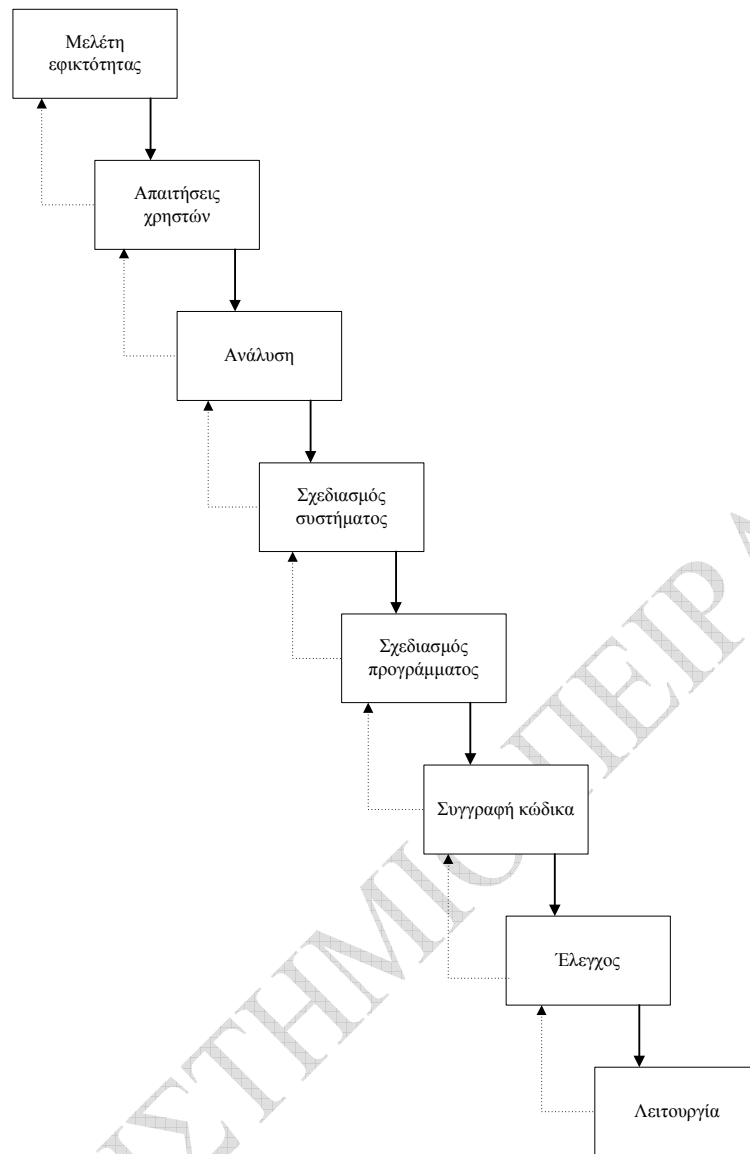 Μελέτη
εφικτότητας
Απαιτήσεις
χρηστών
Ανάλυση
Σχεδιασμός
συστήματος
Σχεδιασμός
προγράμματος
Συγγραφή κώδικα
Έλεγχος
Λειτουργία